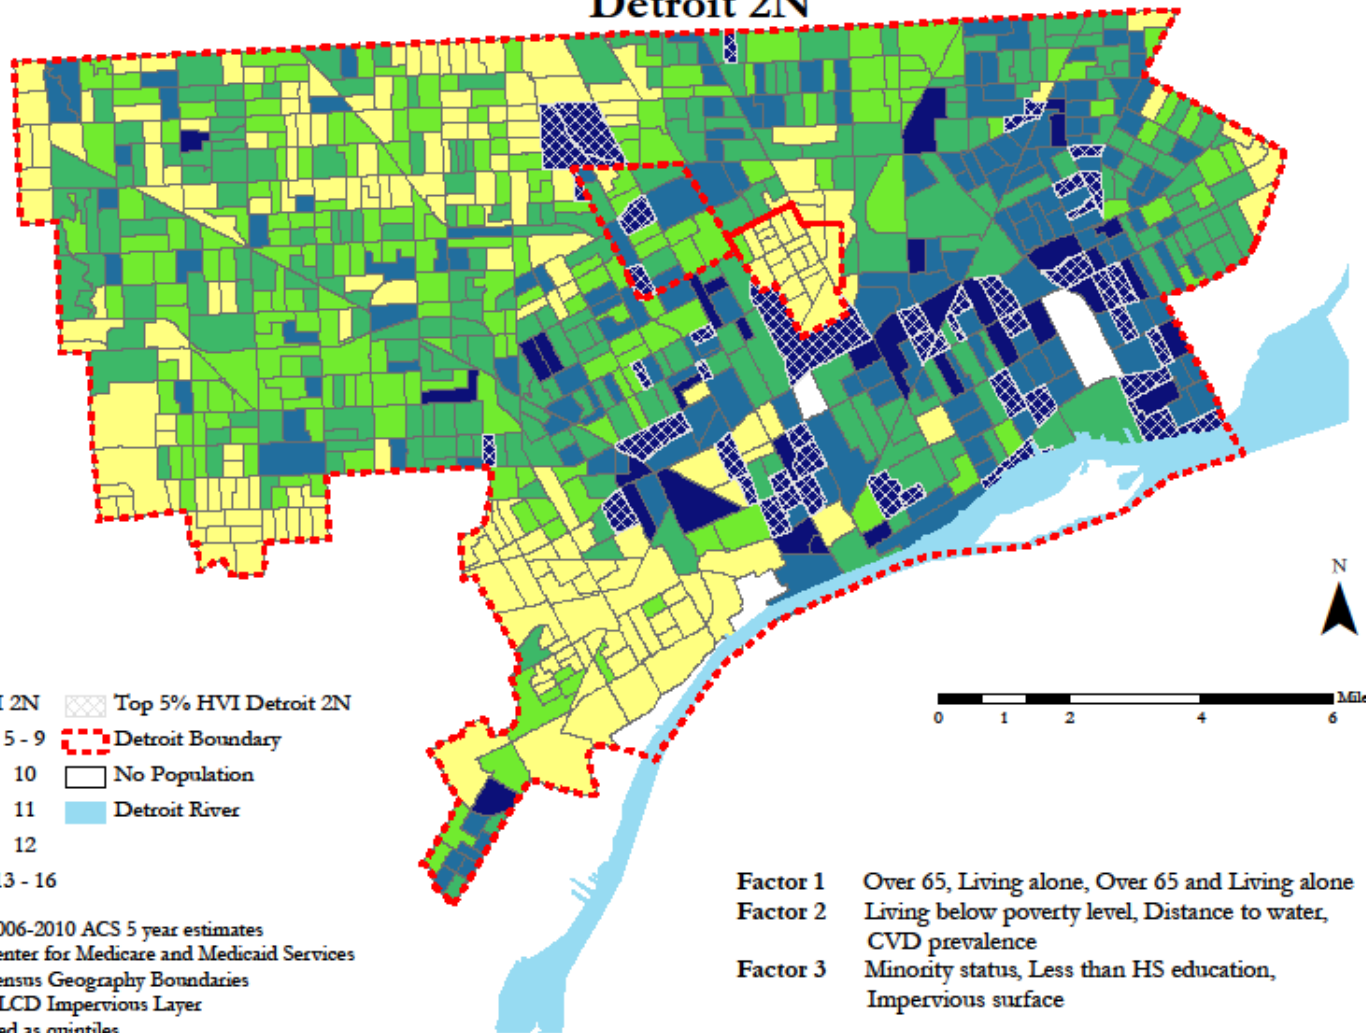 Detroit 2N
N
Mile
0 1 2 4 6
2N Top 5% HVI Detroit 2N
5 - 9 Detroit Boundary
10 No Population
11 Detroit River
12
13 - 16
006-2010 ACS 5 year estimates
enter for Medicare and Medicaid Services
ensus Geography Boundaries
LCD Impervious Layer
ed as quintiles
Factor 1 Over 65, Living alone, Over 65 and Living alone
Factor 2 Living below poverty level, Distance to water,
CVD prevalence
Factor 3 Minority status, Less than HS education,
Impervious surface